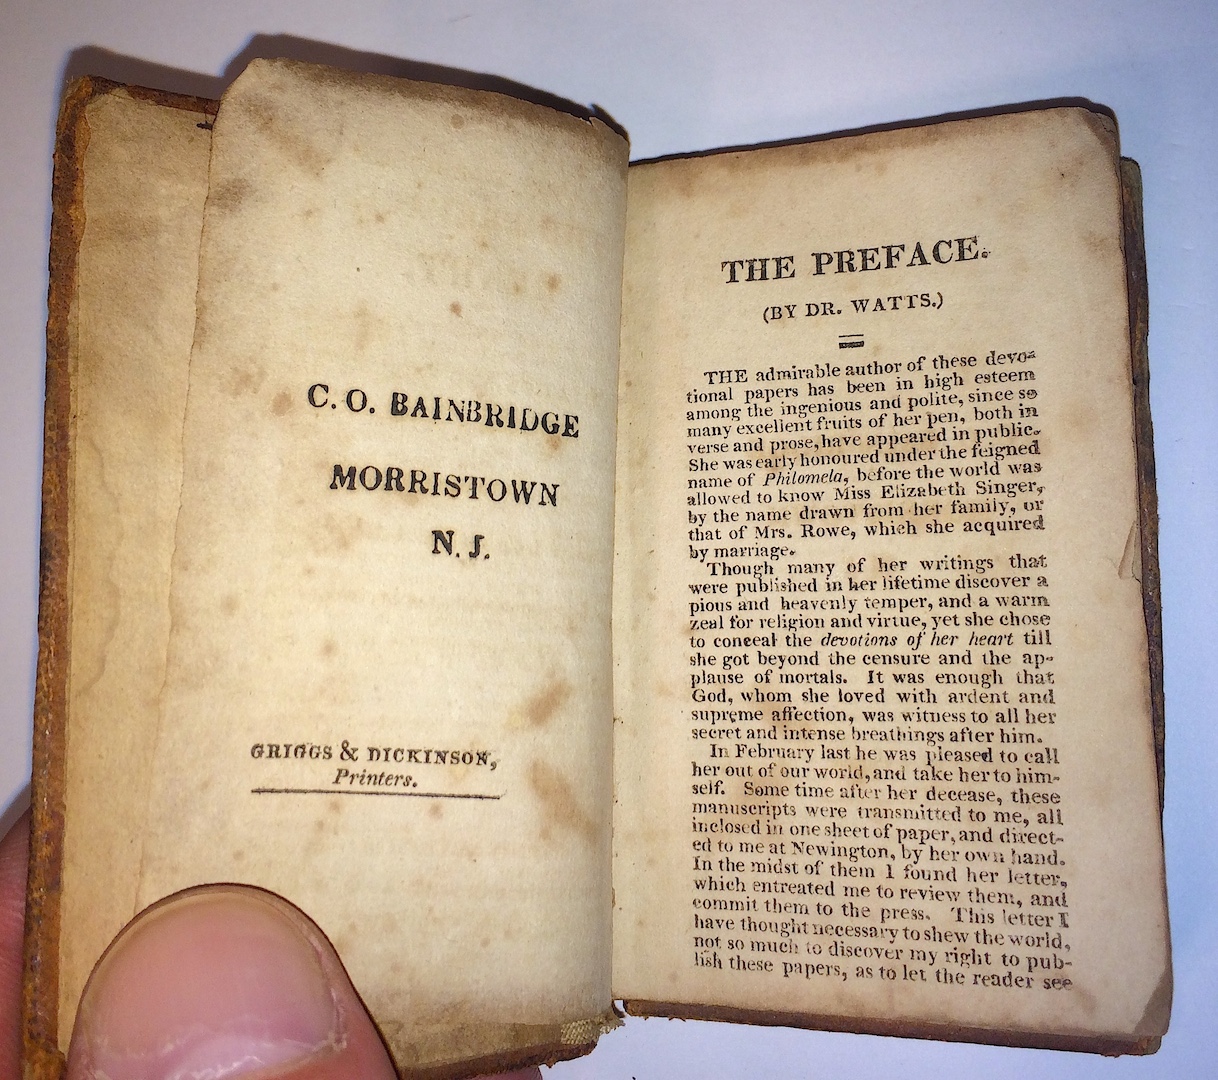 C. O. BAINBRIDGE
MORRISTOWN
N. J.
GRIGGS & DICKINSON,
Printers.
THE PREFACE.
(BY DR. WATTS.)
THE admirable author of these devo-
tional papers has been in high esteem
among the ingenious and polite, since so
many excellent fruits of her pen, both in
verse and prose, have appeared in public.
She was early honoured under the feigned
name of Philomela, before the world was
allowed to know Miss Elizabeth Singer,
by the name drawn from her family, or
that of Mrs. Rowe, which she acquired
by marriage.
Though many of her writings that
were published in her lifetime discover a
pious and heavenly temper, and a warm
zeal for religion and virtue, yet she chose
to conceal the devotions of her heart till
she got beyond the censure and the ap-
plause of mortals. It was enough that
God, whom she loved with ardent and
supreme affection, was witness to all her
secret and intense breathings after him.
In February last he was pleased to call
her out of our world, and take her to him-
self. Some time after her decease, these
manuscripts were transmitted to me, all
inclosed in one sheet of paper, and direct-
ed to me at Newington, by her own hand.
In the midst of them I found her letter,
which entreated me to review them, and
commit them to the press. This letter I
have thought necessary to shew the world,
not so much to discover my right to pub-
lish these papers, as to let the reader see